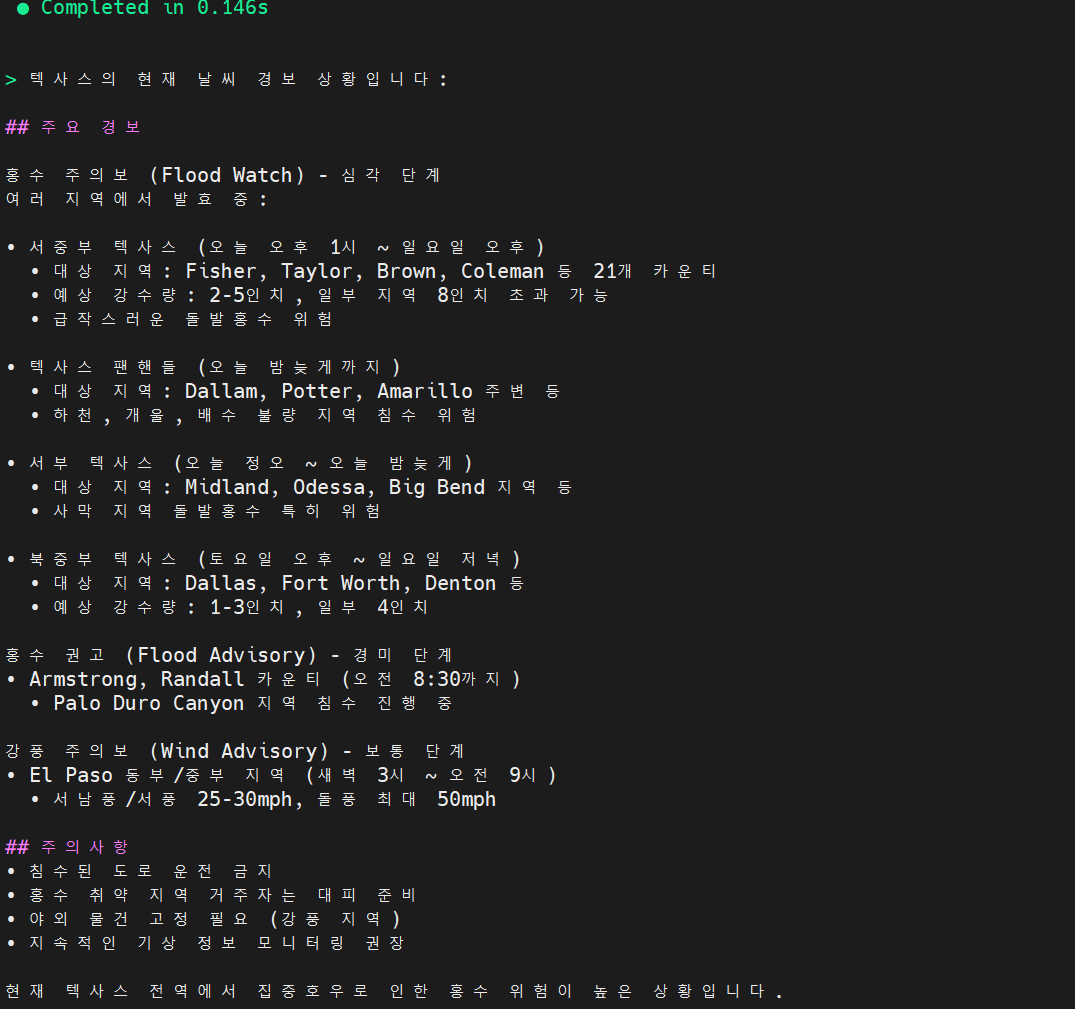 ● Completed in 0.146s
> 텍사스의 현재 날씨 경보 상황입니다:
## 주요 경보
홍수 주의보 (Flood Watch) - 심각 단계
여러 지역에서 발효 중:
• 서중부 텍사스 (오늘 오후 1시 ~ 일요일 오후)
• 대상 지역: Fisher, Taylor, Brown, Coleman 등 21개 카운티
• 예상 강수량: 2-5인치, 일부 지역 8인치 초과 가능
• 급작스러운 돌발홍수 위험
• 텍사스 팬핸들 (오늘 밤늦게까지)
• 대상 지역: Dallam, Potter, Amarillo 주변 등
• 하천, 개울, 배수 불량 지역 침수 위험
• 서부 텍사스 (오늘 정오 ~ 오늘 밤늦게)
• 대상 지역: Midland, Odessa, Big Bend 지역 등
• 사막 지역 돌발홍수 특히 위험
• 북중부 텍사스 (토요일 오후 ~ 일요일 저녁)
• 대상 지역: Dallas, Fort Worth, Denton 등
• 예상 강수량: 1-3인치, 일부 4인치
홍수 권고 (Flood Advisory) - 경미 단계
• Armstrong, Randall 카운티 (오전 8:30까지)
• Palo Duro Canyon 지역 침수 진행 중
강풍 주의보 (Wind Advisory) - 보통 단계
• El Paso 동부/중부 지역 (새벽 3시 ~ 오전 9시)
• 서남풍/서풍 25-30mph, 돌풍 최대 50mph
## 주의사항
• 침수된 도로 운전 금지
• 홍수 취약 지역 거주자는 대피 준비
• 야외 물건 고정 필요 (강풍 지역)
• 지속적인 기상 정보 모니터링 권장
현재 텍사스 전역에서 집중호우로 인한 홍수 위험이 높은 상황입니다.